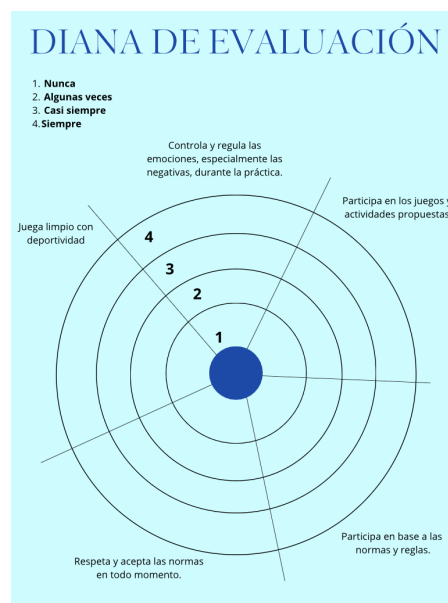 DIANA DE EVALUACIÓN
1. Nunca
2. Algunas veces
3. Casi siempre
4. Siempre
Controla y regula las
emociones, especialmente las
negativas, durante la práctica.
Participa en los juegos y
actividades propuestas
Juega limpio con
deportividad
4
3
2
1
Participa en base a las
normas y reglas.
Respeta y acepta las normas
en todo momento.